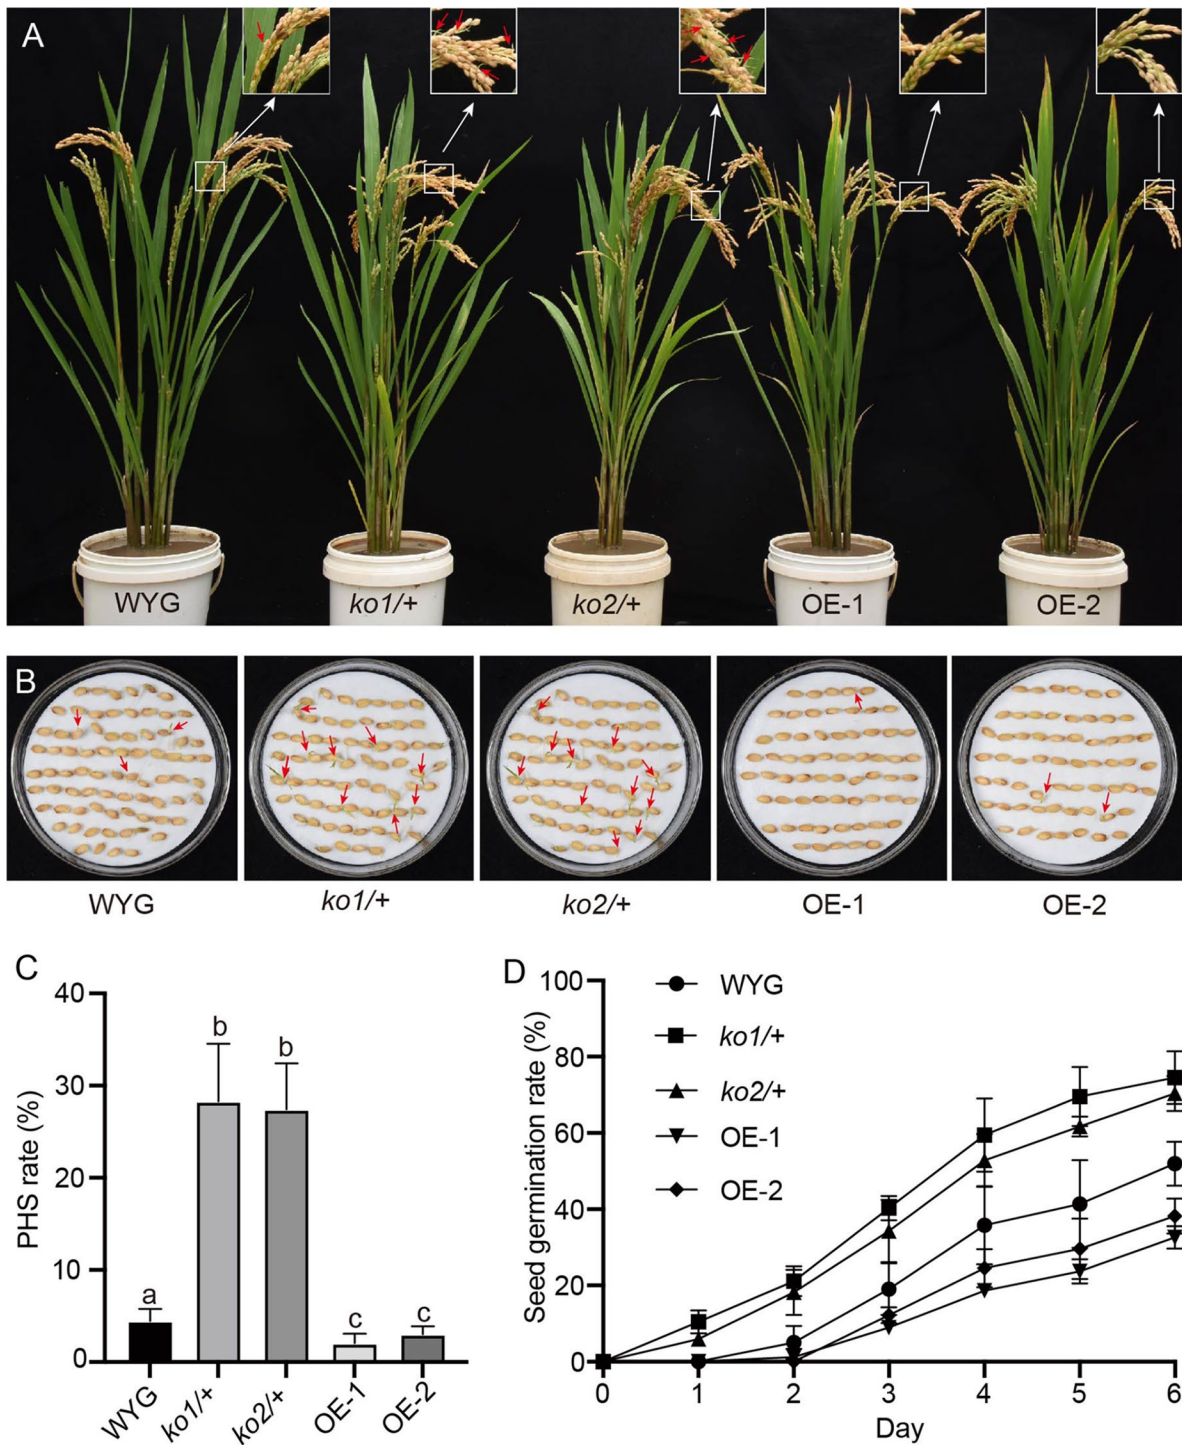 A
WYG
ko1/+
ko2/+
OE-1
OE-2
B
WYG
ko1/+
ko2/+
OE-1
OE-2
C
PHS rate (%)
40
30
20
10
0
a
b
b
c
c
WYG
ko1/+
ko2/+
OE-1
OE-2
D
Seed germination rate (%)
100
80
60
40
20
0
WYG
ko1/+
ko2/+
OE-1
OE-2
0 1 2 3 4 5 6
Day